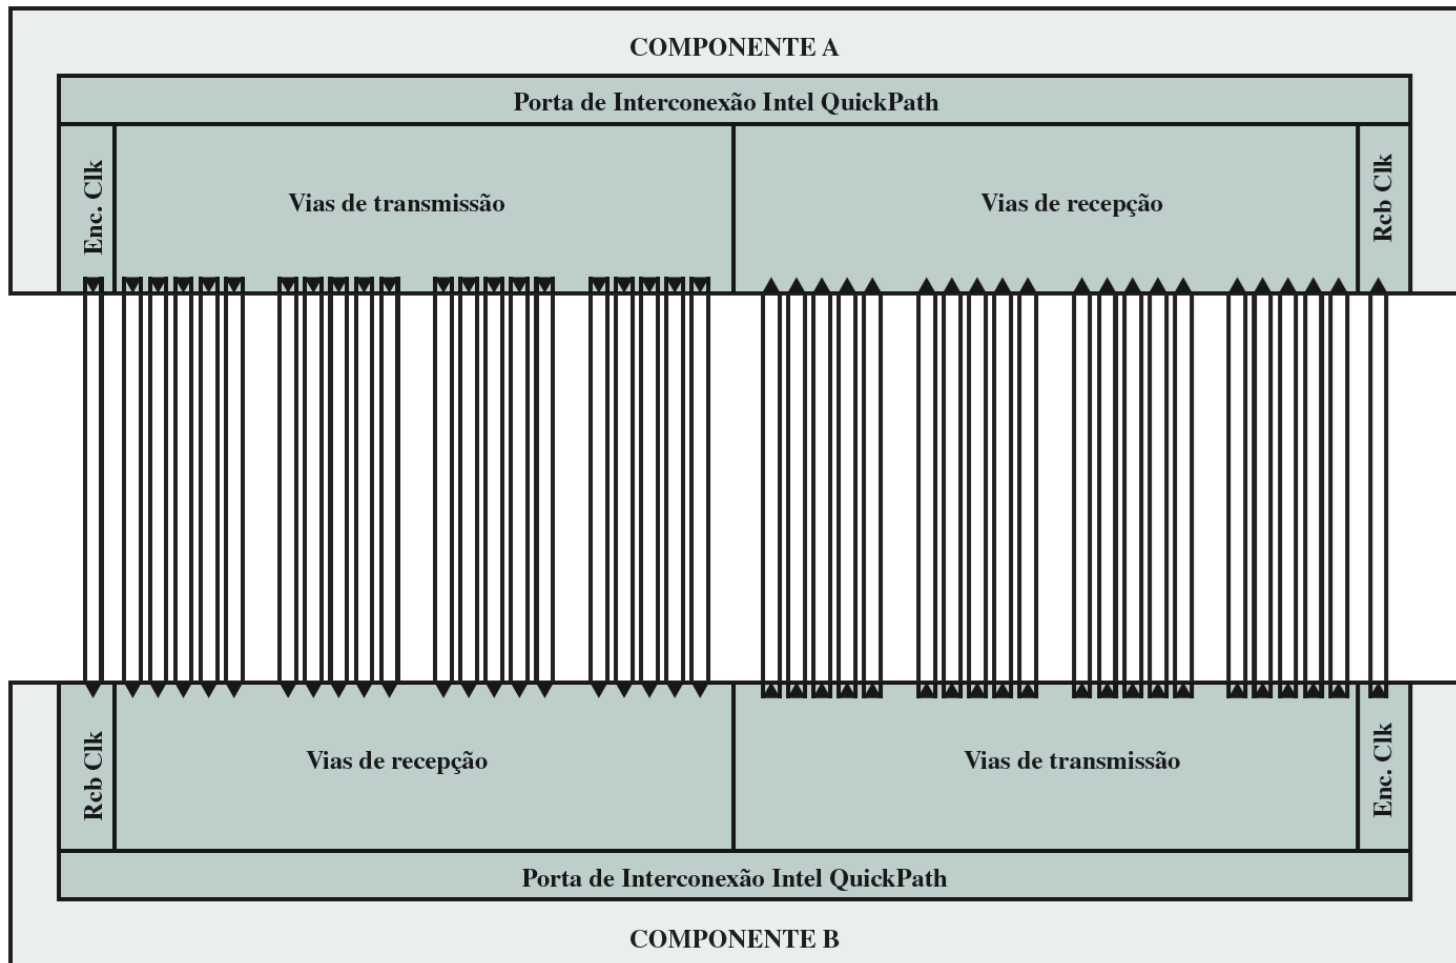 COMPONENTE A
Porta de Interconexão Intel QuickPath
Enc. Clk
Vias de transmissão
Vias de recepção
Rcb Clk
Rcb Clk
Vias de recepção
Vias de transmissão
Enc. Clk
Porta de Interconexão Intel QuickPath
COMPONENTE B